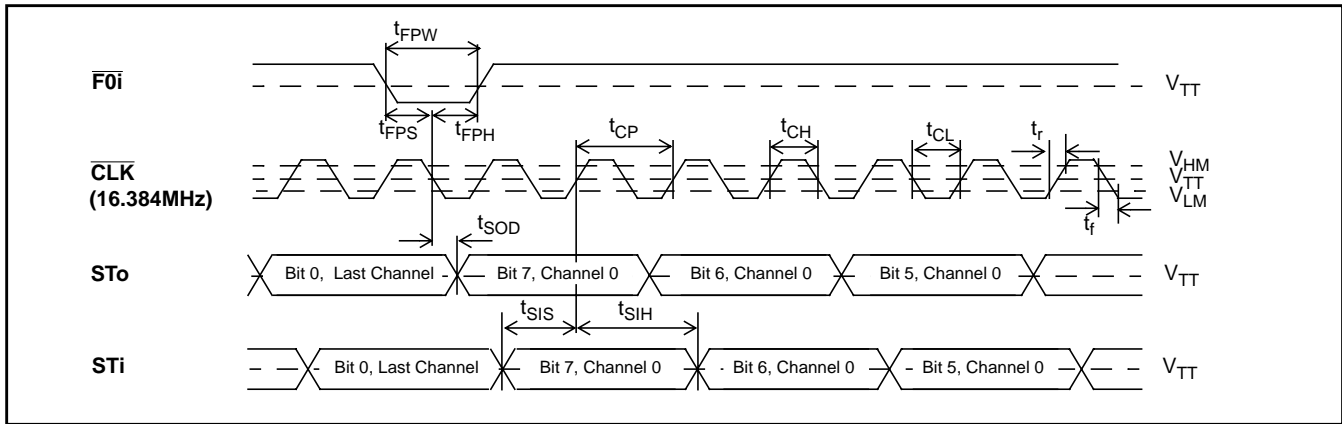 tFPW
F0i
VTT
tFPS tFPH
tCP tCH tCL tr
CLK
(16.384MHz)
VHM
VTT
VLM
tSOD
tf
STo
Bit 0, Last Channel Bit 7, Channel 0 Bit 6, Channel 0 Bit 5, Channel 0
VTT
tSIS tSIH
STi
Bit 0, Last Channel Bit 7, Channel 0 Bit 6, Channel 0 Bit 5, Channel 0
VTT